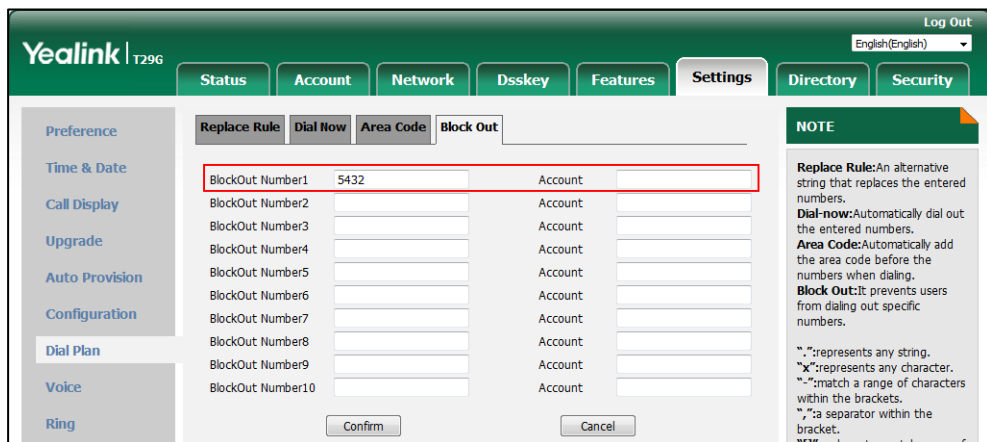 Log Out
Yealink T29G
English(English)
Status Account Network Dsskey Features Settings Directory Security
Preference
Time & Date
Call Display
Upgrade
Auto Provision
Configuration
Dial Plan
Voice
Ring
Replace Rule Dial Now Area Code Block Out
BlockOut Number1 5432 Account
BlockOut Number2 Account
BlockOut Number3 Account
BlockOut Number4 Account
BlockOut Number5 Account
BlockOut Number6 Account
BlockOut Number7 Account
BlockOut Number8 Account
BlockOut Number9 Account
BlockOut Number10 Account
Confirm Cancel
NOTE
Replace Rule:An alternative
string that replaces the entered
numbers.
Dial-now:Automatically dial out
the entered numbers.
Area Code:Automatically add
the area code before the
numbers when dialing.
Block Out:It prevents users
from dialing out specific
numbers.
".":represents any string.
"x":represents any character.
"-":match a range of characters
within the brackets.
",":a separator within the
bracket.